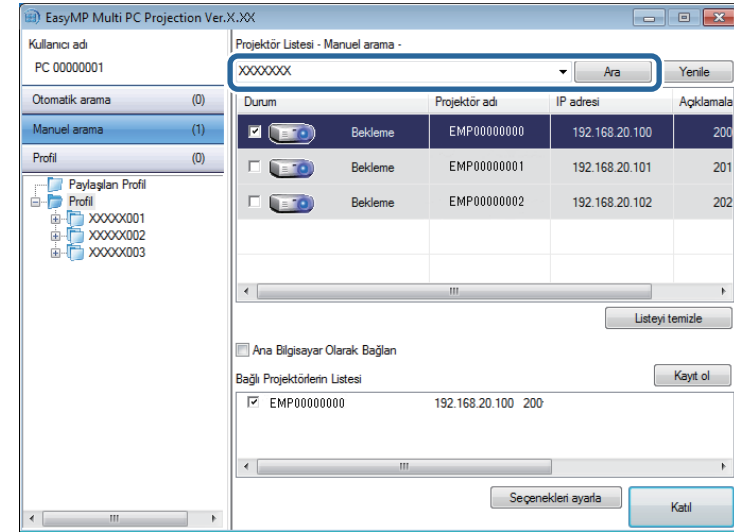 EasyMP Multi PC Projection Ver.X.XX
Kullanıcı adı
PC 00000001
Otomatik arama (0)
Manuel arama (1)
Profil (0)
Paylaşılan Profil
Profil
XXXXX001
XXXXX002
XXXXX003
Projektör Listesi - Manuel arama -
XXXXXXX Ara Yenile
Durum Projektör adı IP adresi Açıklamala
Bekleme EMP00000000 192.168.20.100 200
Bekleme EMP00000001 192.168.20.101 201
Bekleme EMP00000002 192.168.20.102 202
Listeyi temizle
Ana Bilgisayar Olarak Bağlan
Bağlı Projektörlerin Listesi Kayıt ol
EMP00000000 192.168.20.100 200
Seçenekleri ayarla Katıl